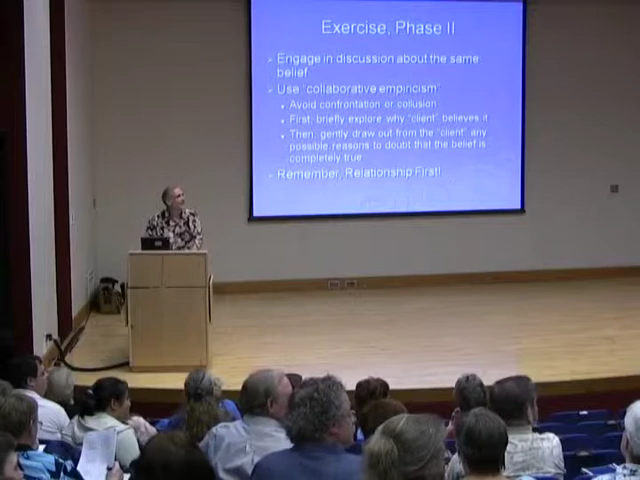 Exercise, Phase II
Engage in discussion about the same
belief
Use "collaborative empiricism"
Avoid confrontation or collusion
First, briefly explore why "client" believes it
Then, gently draw out from the "client" any
possible reasons to doubt that the belief is
completely true
Remember, Relationship First!